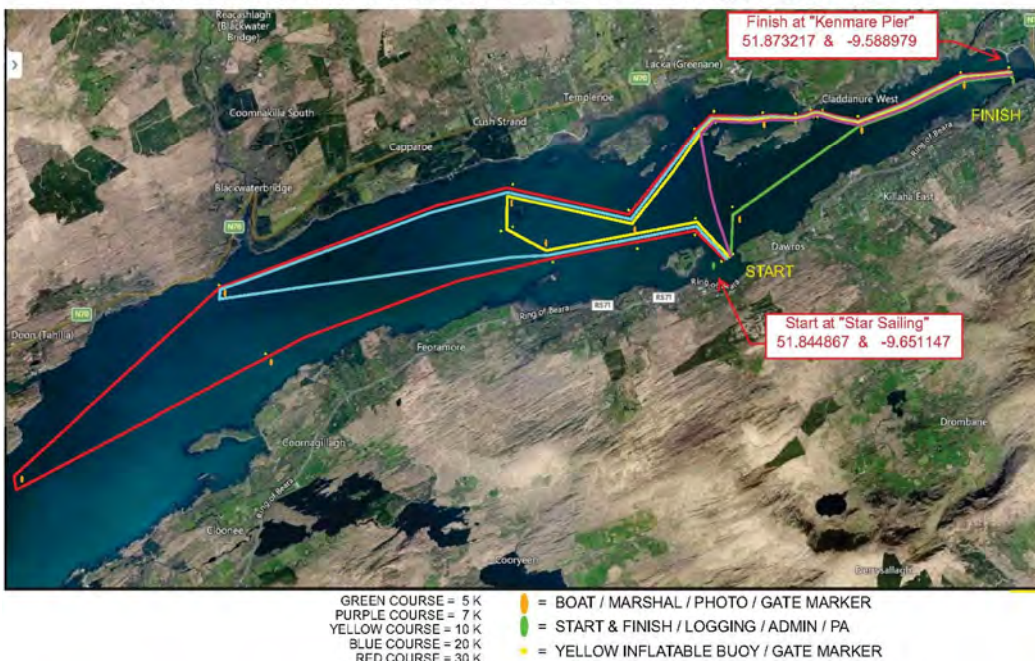 Reacashlagh
(Blackwater
Bridge)
Finish at "Kenmare Pier"
51.873217 & -9.588979
Lacka (Greenane)
N70
Coomnakilla South
Templenoe
Claddanure West
Cush Strand
FINISH
Capparoe
Ring of Beara
Blackwaterbridge
Killaha East
N70
Dawros
START
Ring of Beara
N70
R571
R571
Ring of Beara
Doon (Tahilla)
Start at "Star Sailing"
51.844867 & -9.651147
Feoramore
Drombane
Coornagillagh
Ring of Beara
Cloonee
GREEN COURSE = 5 K
PURPLE COURSE = 7 K
YELLOW COURSE = 10 K
BLUE COURSE = 20 K
RED COURSE = 30 K
= BOAT / MARSHAL / PHOTO / GATE MARKER
= START & FINISH / LOGGING / ADMIN / PA
= YELLOW INFLATABLE BUOY / GATE MARKER